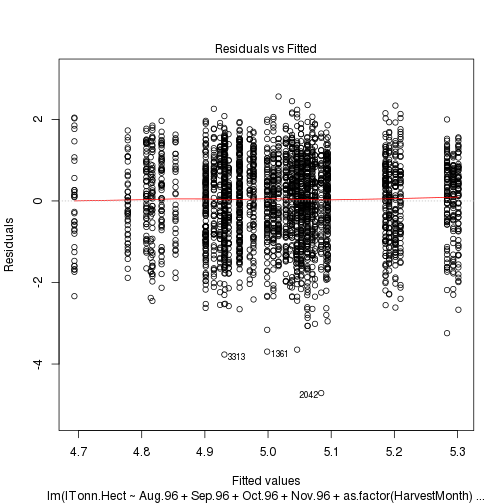 Residuals vs Fitted
Residuals
2
0
-2
-4
3313
1361
2042
4.7 4.8 4.9 5.0 5.1 5.2 5.3
Fitted values
lm(lTonn.Hect ~ Aug.96 + Sep.96 + Oct.96 + Nov.96 + as.factor(HarvestMonth) ...